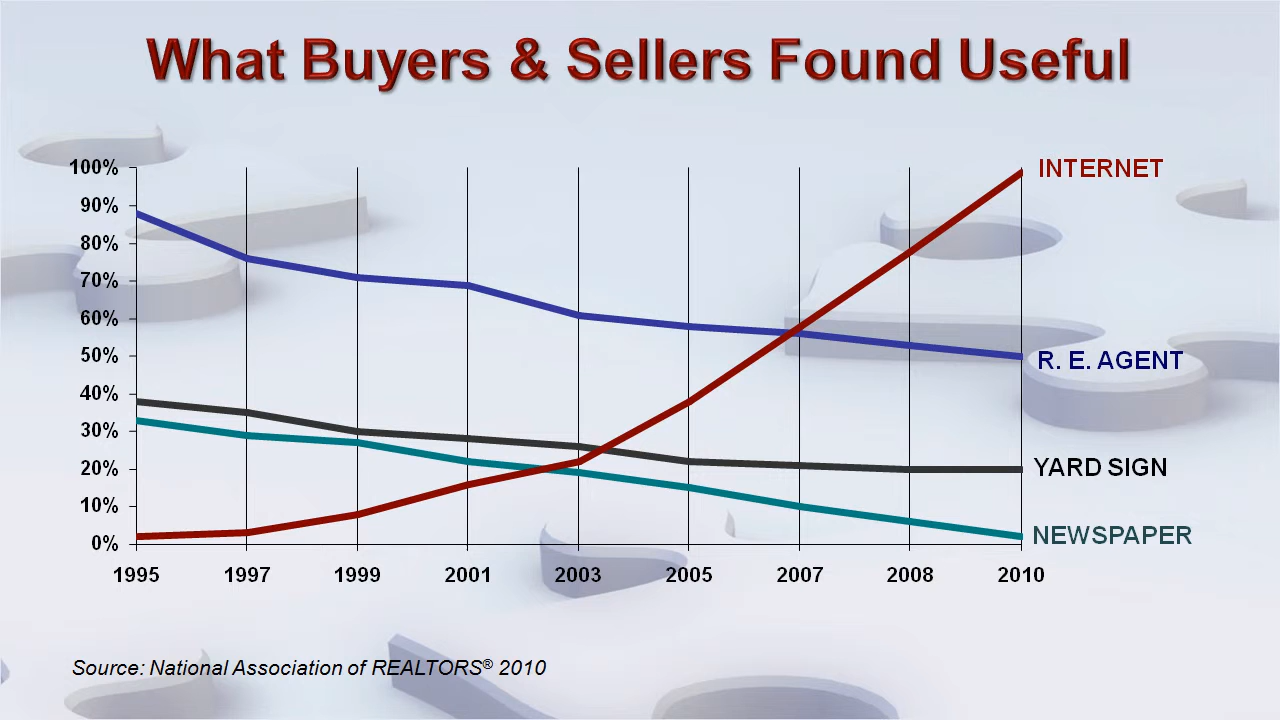 What Buyers & Sellers Found Useful
100%
90%
80%
70%
60%
50%
40%
30%
20%
10%
0%
INTERNET
R. E. AGENT
YARD SIGN
NEWSPAPER
1995 1997 1999 2001 2003 2005 2007 2008 2010
Source: National Association of REALTORS® 2010